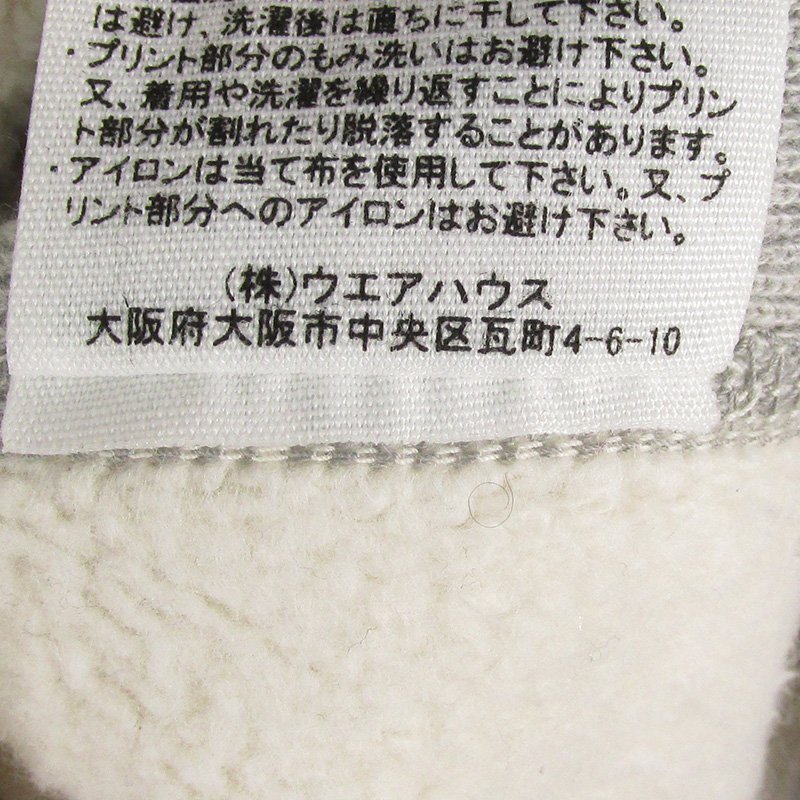 は避け、洗濯後は直ちに干して下さい。
・プリント部分のもみ洗いはお避け下さい。
又、着用や洗濯を繰り返すことによりプリン
ト部分が割れたり脱落することがあります。
・アイロンは当て布を使用して下さい。又、プ
リント部分へのアイロンはお避け下さい。
(株)ウエアハウス
大阪府大阪市中央区瓦町4-6-10